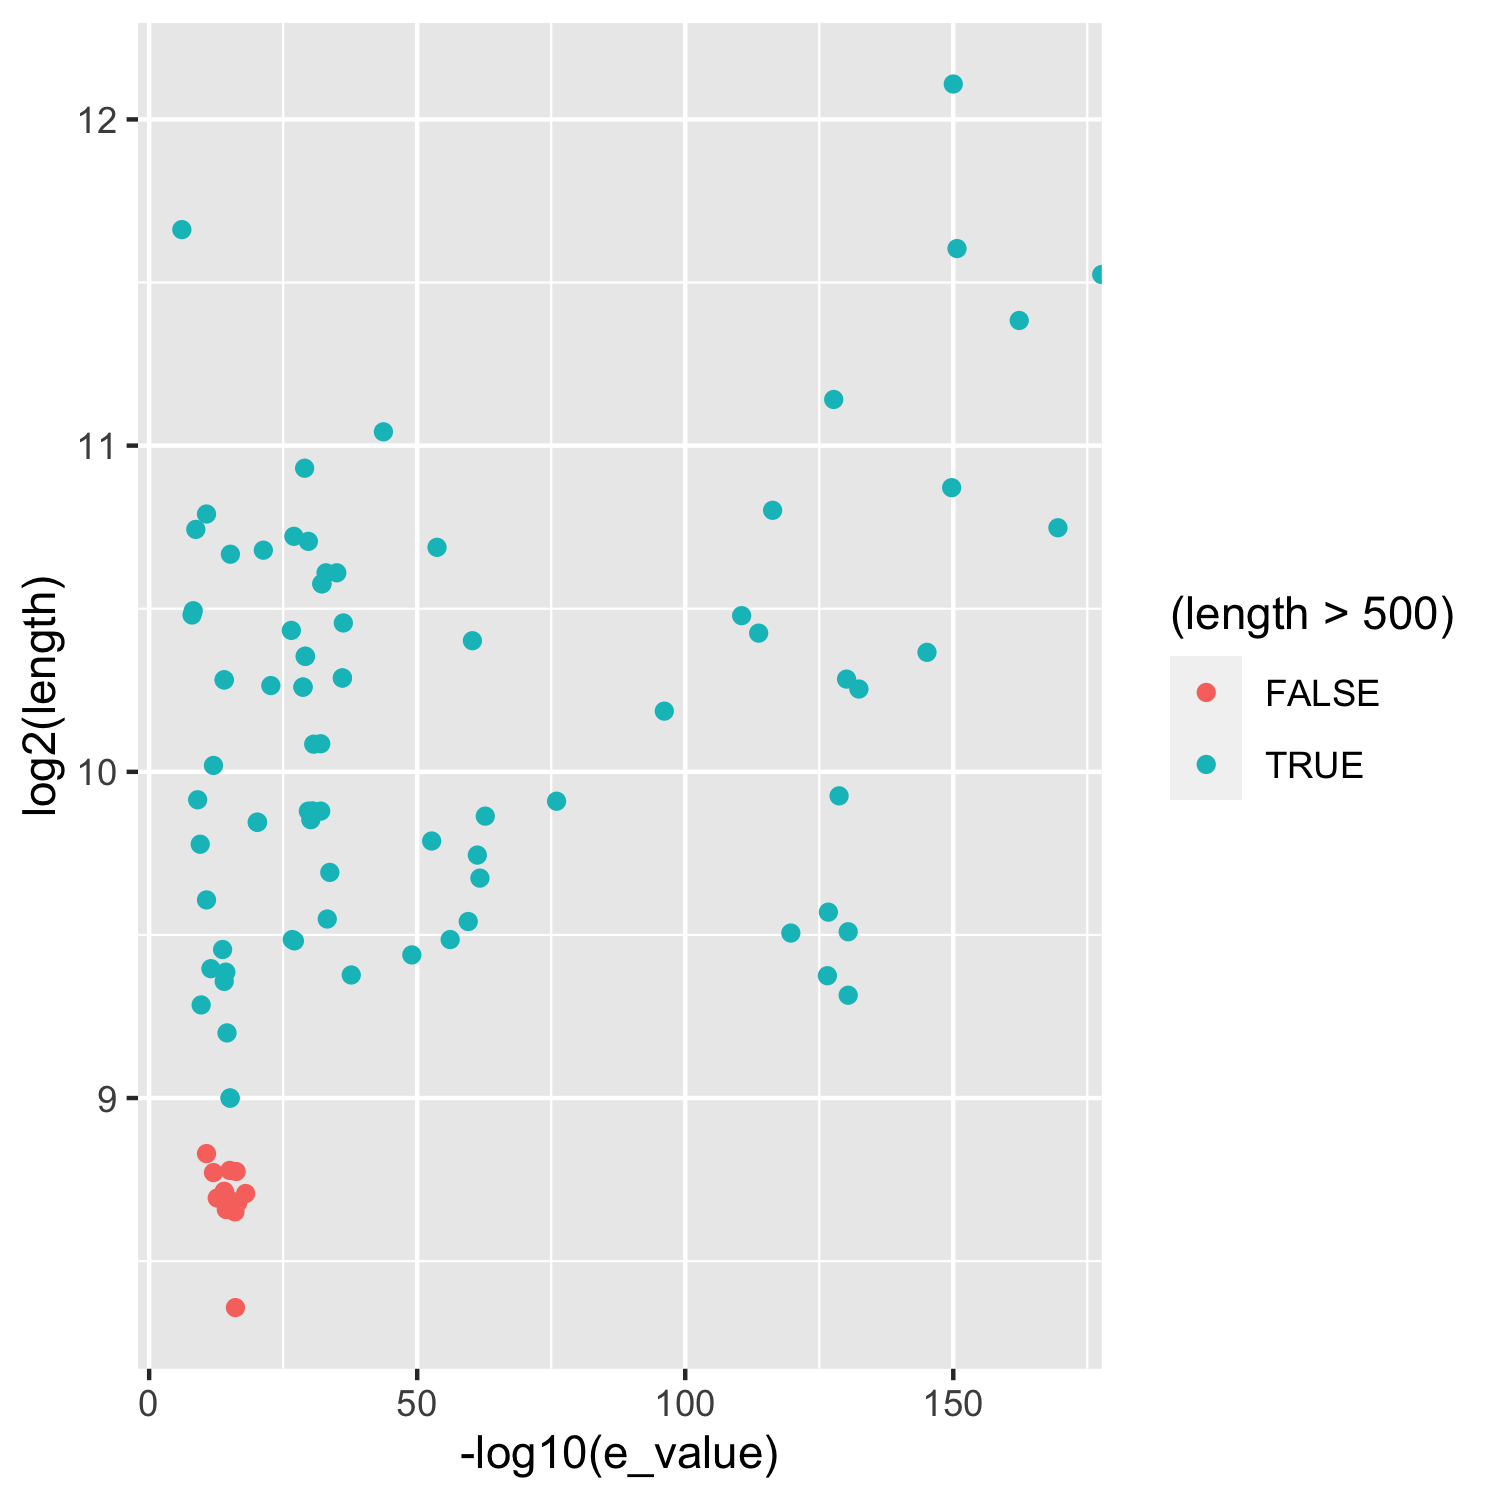 12
11
10
9
log2(length)
0 50 100 150
-log10(e_value)
(length > 500)
FALSE
TRUE